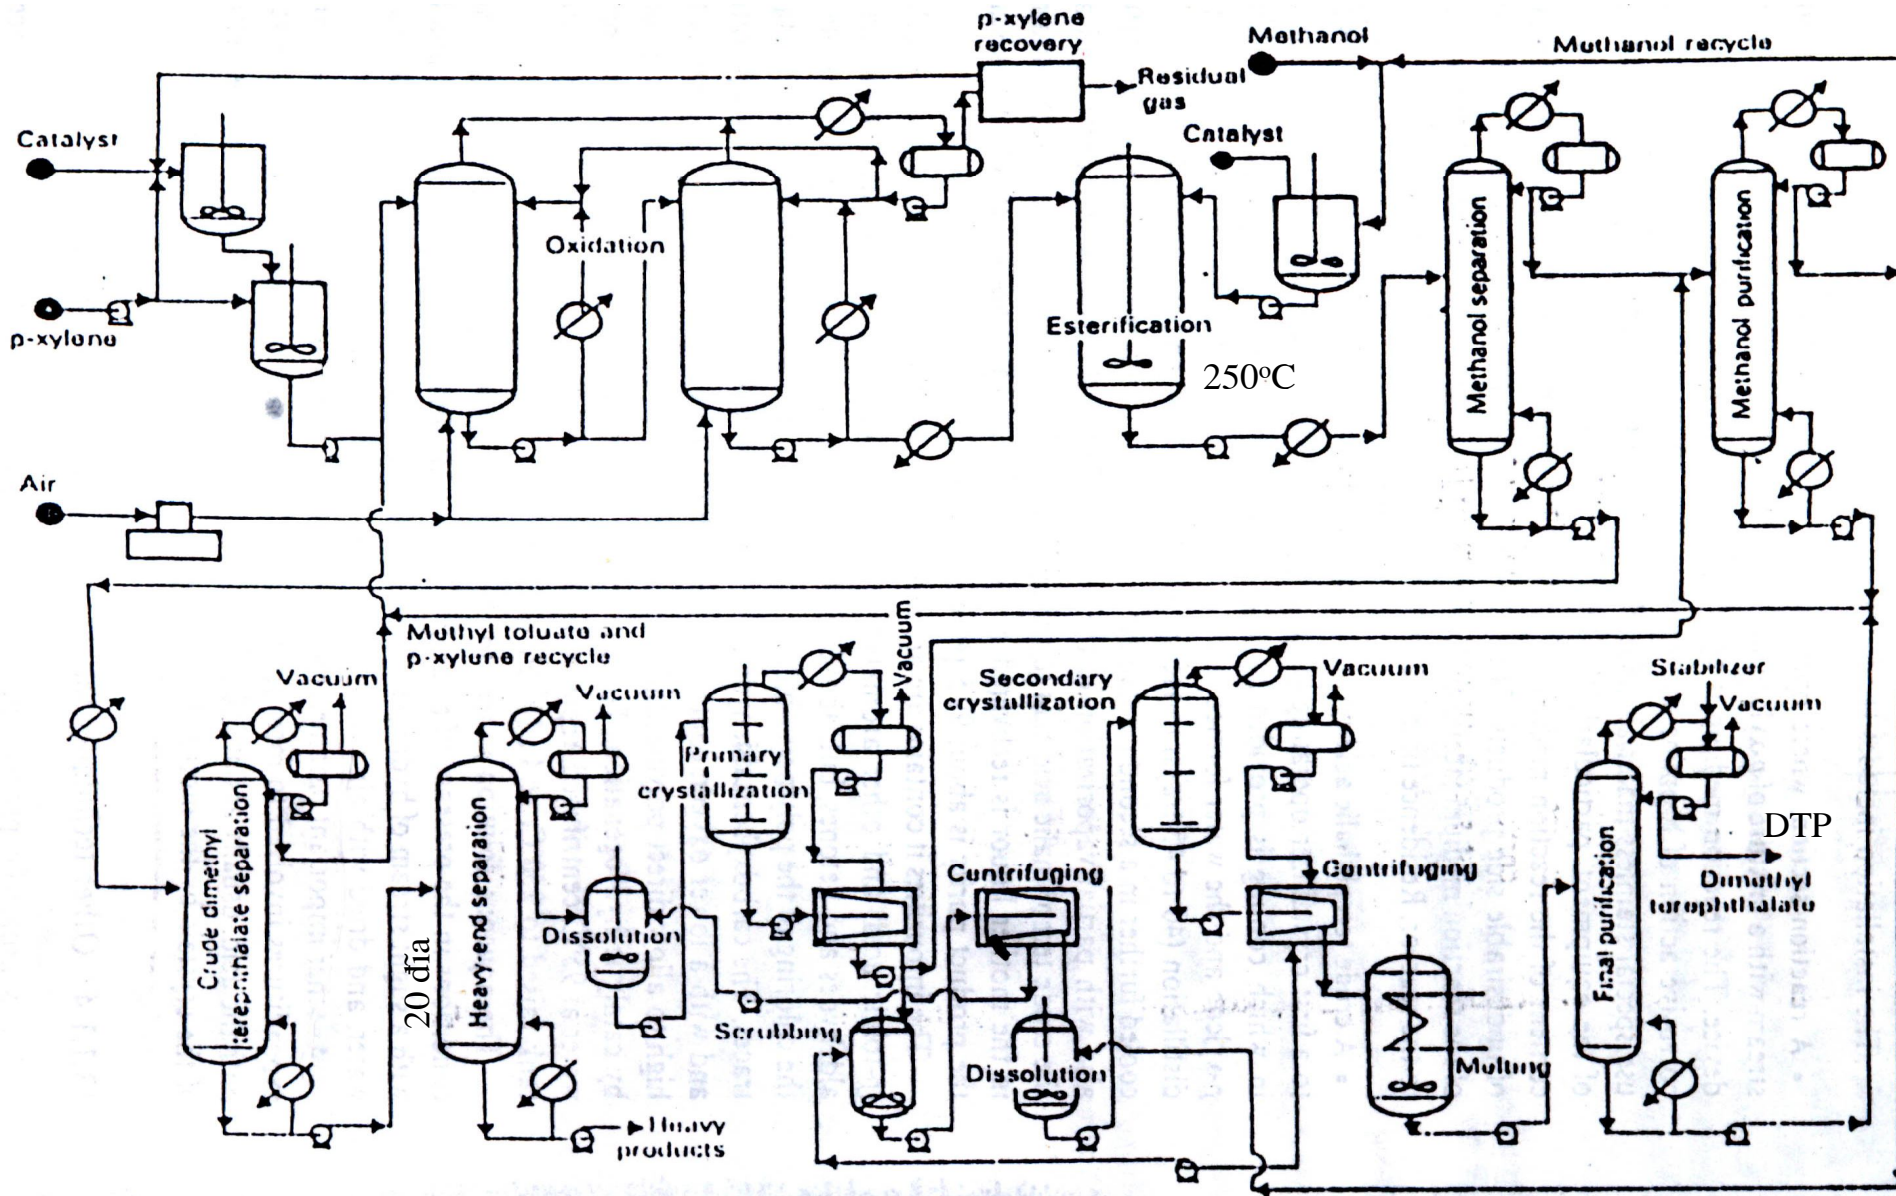 p-xylene
recovery
Methanol
Methanol recycle
Residual
gas
Catalyst
Catalyst
Oxidation
p-xylene
Esterification
250°C
Methanol separation
Methanol purification
Air
Methyl toluate and
p-xylene recycle
Vacuum
Vacuum
Vacuum
Secondary
crystallization
Vacuum
Stabilizer
Vacuum
Primary
crystallization
Crude dimethyl
terephthalate separation
20 đĩa
Heavy-end separation
Dissolution
Centrifuging
Centrifuging
Final purification
DTP
Dimethyl
terephthalate
Scrubbing
Dissolution
Melting
Heavy
products